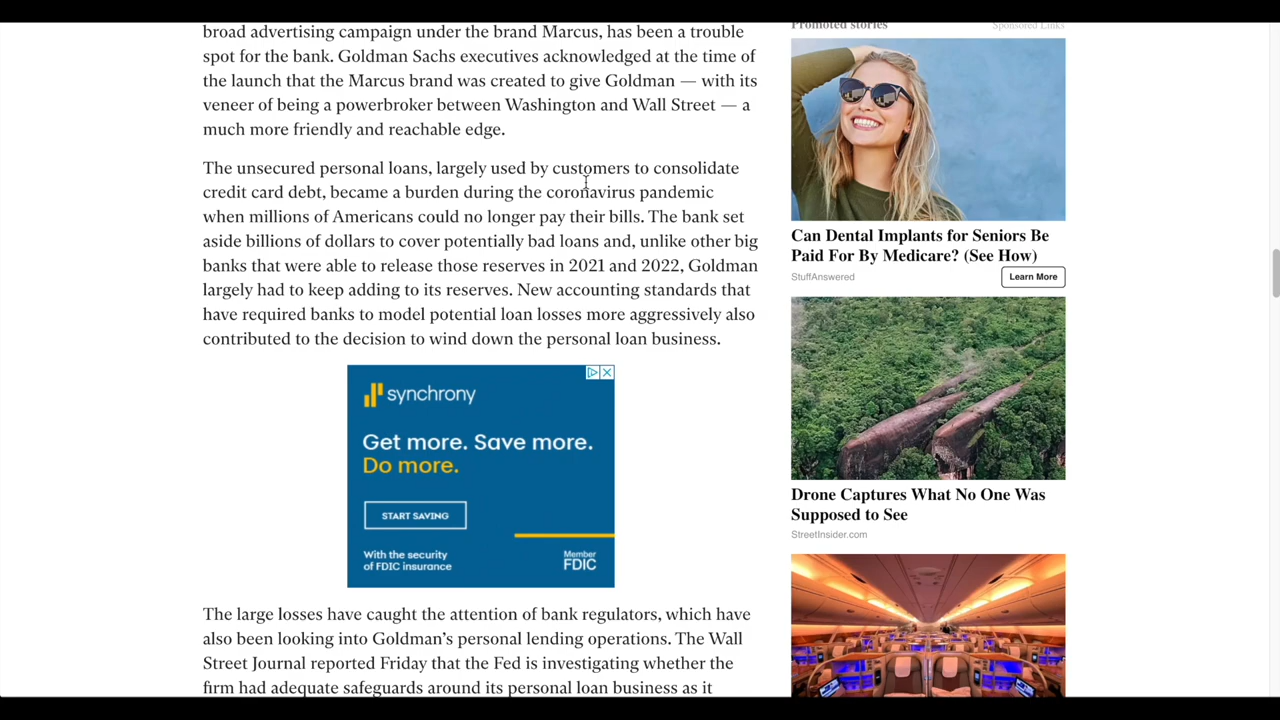 broad advertising campaign under the brand Marcus, has been a trouble
spot for the bank. Goldman Sachs executives acknowledged at the time of
the launch that the Marcus brand was created to give Goldman — with its
veneer of being a powerbroker between Washington and Wall Street — a
much more friendly and reachable edge.
The unsecured personal loans, largely used by customers to consolidate
credit card debt, became a burden during the coronavirus pandemic
when millions of Americans could no longer pay their bills. The bank set
aside billions of dollars to cover potentially bad loans and, unlike other big
banks that were able to release those reserves in 2021 and 2022, Goldman
largely had to keep adding to its reserves. New accounting standards that
have required banks to model potential loan losses more aggressively also
contributed to the decision to wind down the personal loan business.
synchrony
Get more. Save more.
Do more.
START SAVING
With the security
of FDIC insurance
Member
FDIC
The large losses have caught the attention of bank regulators, which have
also been looking into Goldman’s personal lending operations. The Wall
Street Journal reported Friday that the Fed is investigating whether the
firm had adequate safeguards around its personal loan business as it
Promoted stories
Sponsored Links
Can Dental Implants for Seniors Be
Paid For By Medicare? (See How)
StuffAnswered
Learn More
Drone Captures What No One Was
Supposed to See
StreetInsider.com